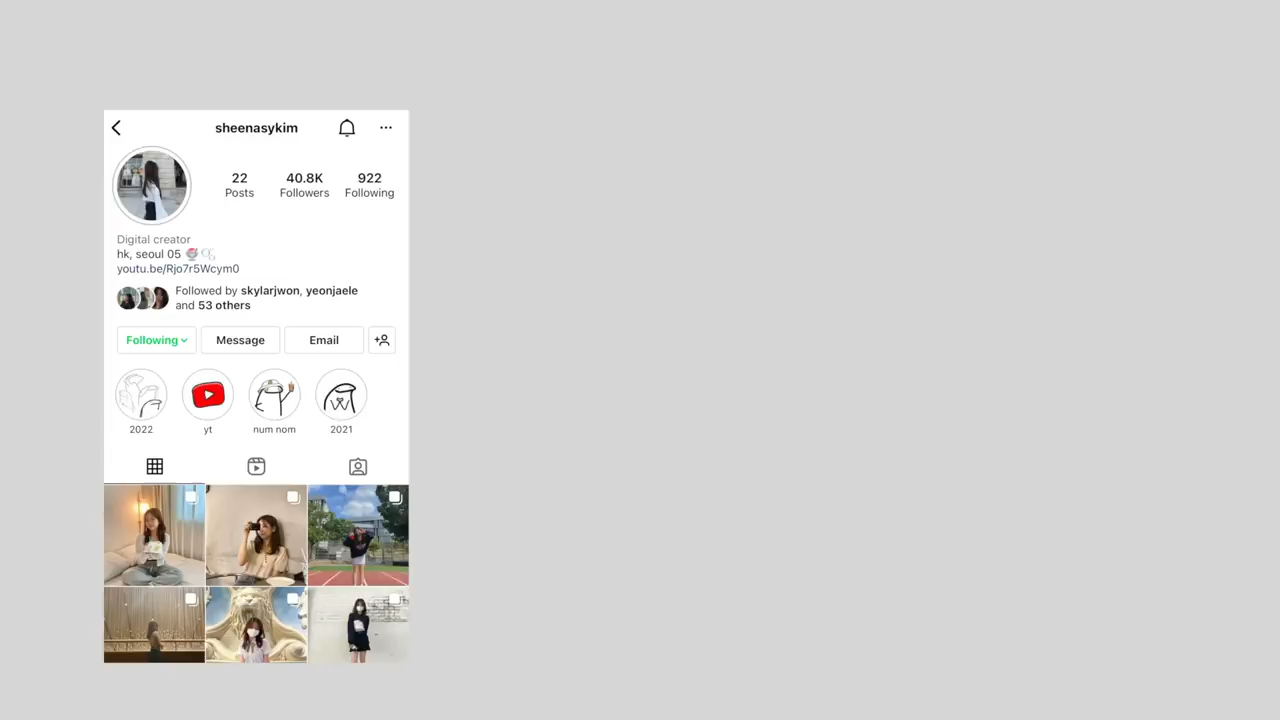 sheenasykim
22 40.8K 922
Posts Followers Following
Digital creator
hk, seoul 05
youtu.be/Rjo7r5Wcym0
Followed by skylarjwon, yeonjaele
and 53 others
Following Message Email
2022 yt num nom 2021